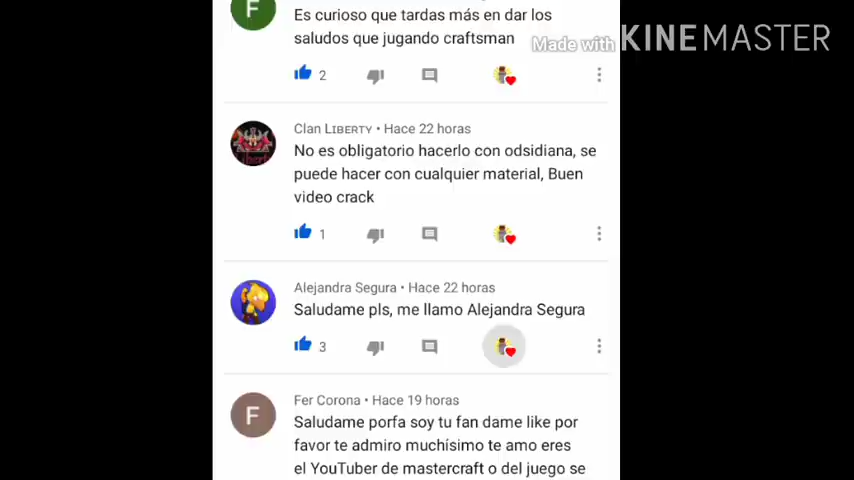 Es curioso que tardas más en dar los
saludos que jugando craftsman
Made with KINEMASTER
2
Clan Liberty • Hace 22 horas
No es obligatorio hacerlo con odsidiana, se
puede hacer con cualquier material, Buen
video crack
1
Alejandra Segura • Hace 22 horas
Saludame pls, me llamo Alejandra Segura
3
F
Fer Corona • Hace 19 horas
Saludame porfa soy tu fan dame like por
favor te admiro muchísimo te amo eres
el YouTuber de mastercraft o del juego se